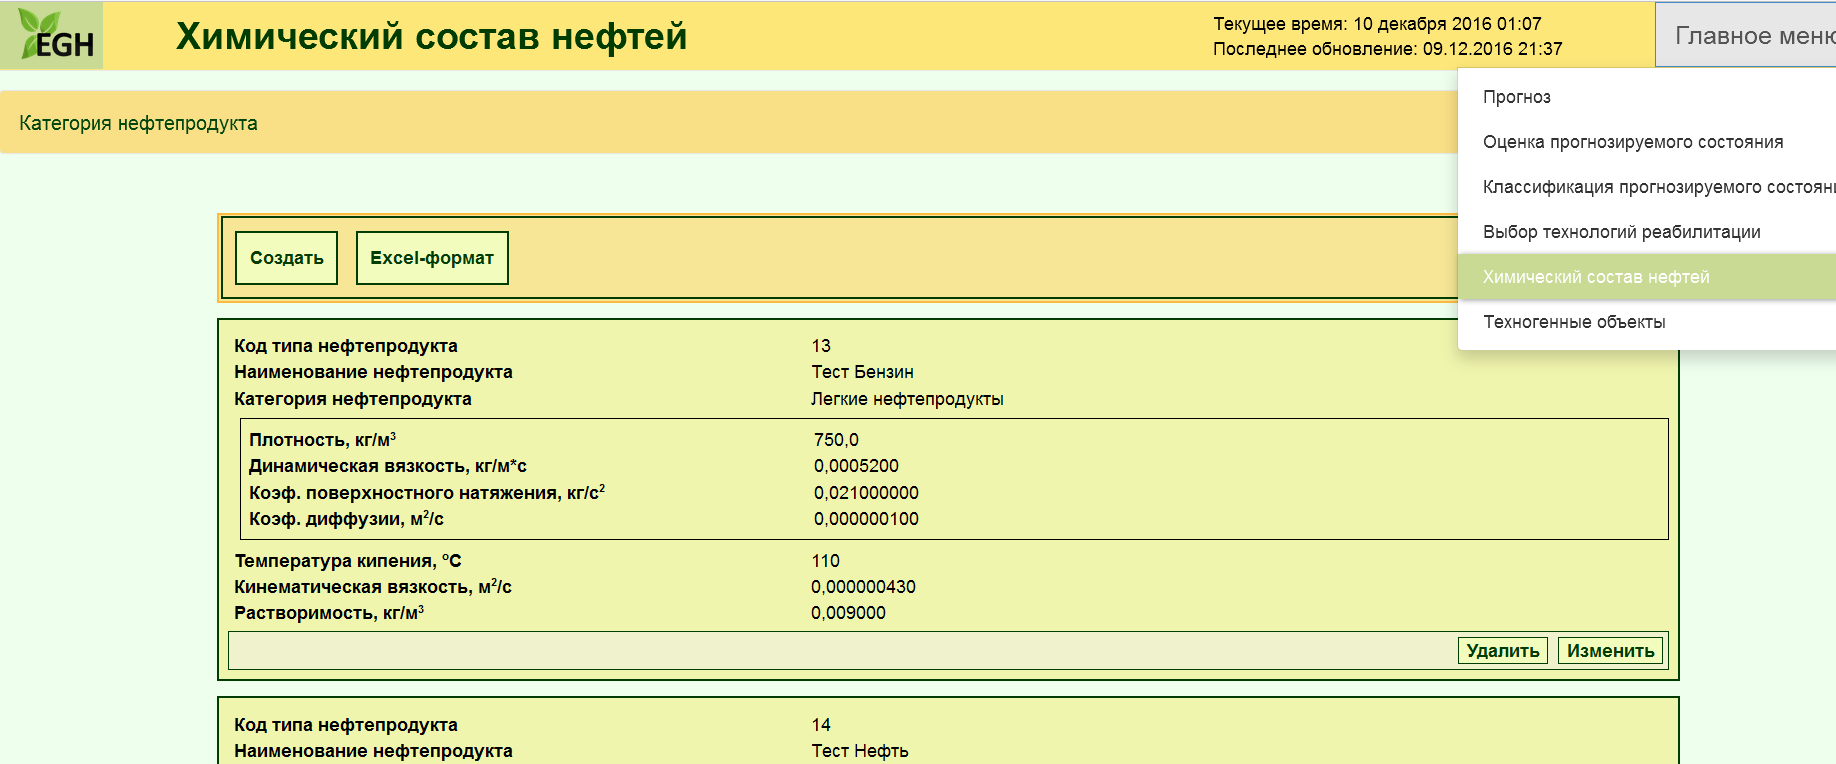 EGH
Химический состав нефтей
Текущее время: 10 декабря 2016 01:07
Последнее обновление: 09.12.2016 21:37
Главное
Категория нефтепродукта
Прогноз
Оценка прогнозируемого состояния
Классификация прогнозируемого
Выбор технологий реабилитации
Химический состав нефтей
Техногенные объекты
Создать
Excel-формат
Код типа нефтепродукта 13
Наименование нефтепродукта Тест Бензин
Категория нефтепродукта Легкие нефтепродукты
Плотность, кг/м³ 750,0
Динамическая вязкость, кг/м*с 0,0005200
Коэф. поверхностного натяжения, кг/с² 0,021000000
Коэф. диффузии, м²/с 0,000000100
Температура кипения, °С 110
Кинематическая вязкость, м²/с 0,000000430
Растворимость, кг/м³ 0,009000
Удалить
Изменить
Код типа нефтепродукта 14
Наименование нефтепродукта Тест Нефть